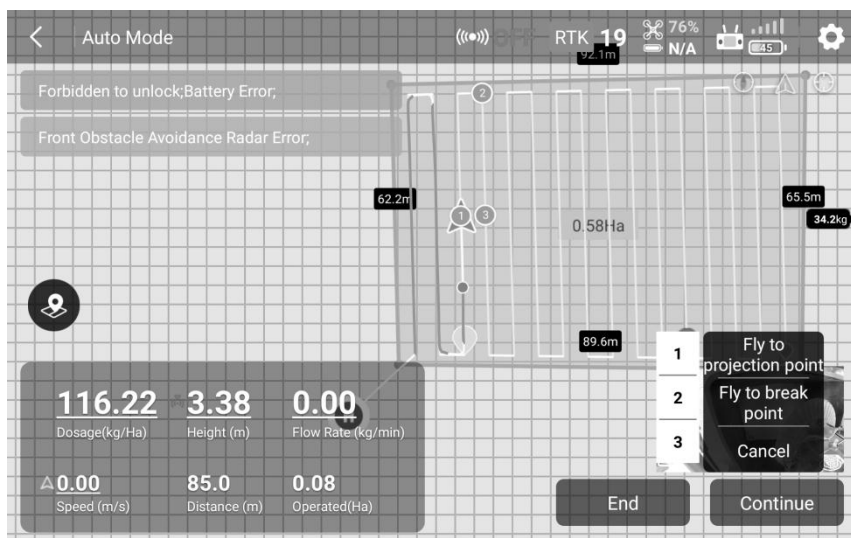 Auto Mode
OFF
RTK 19
76%
N/A
45
92.1m
Forbidden to unlock;Battery Error;
Front Obstacle Avoidance Radar Error;
2
62.2m
65.5m
1
3
0.58Ha
34.2kg
89.6m
1
Fly to
projection point
2
Fly to break
point
3
Cancel
116.22
Dosage(kg/Ha)
3.38
Height (m)
0.00
Flow Rate (kg/min)
H
0.00
Speed (m/s)
85.0
Distance (m)
0.08
Operated(Ha)
End
Continue